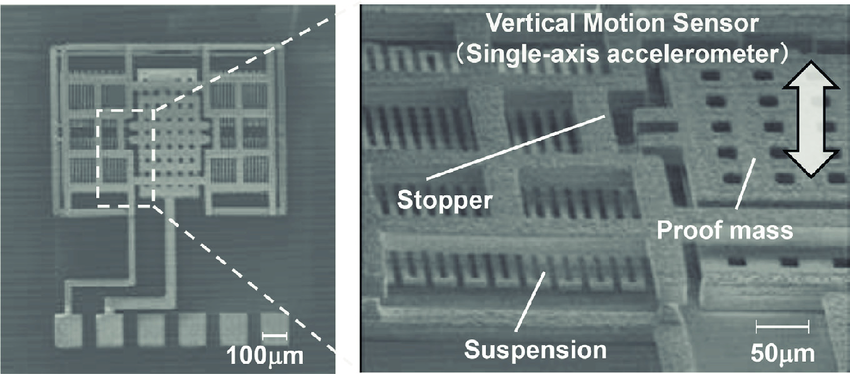 Vertical Motion Sensor
（Single-axis accelerometer）
Stopper
Proof mass
Suspension
100μm
50μm